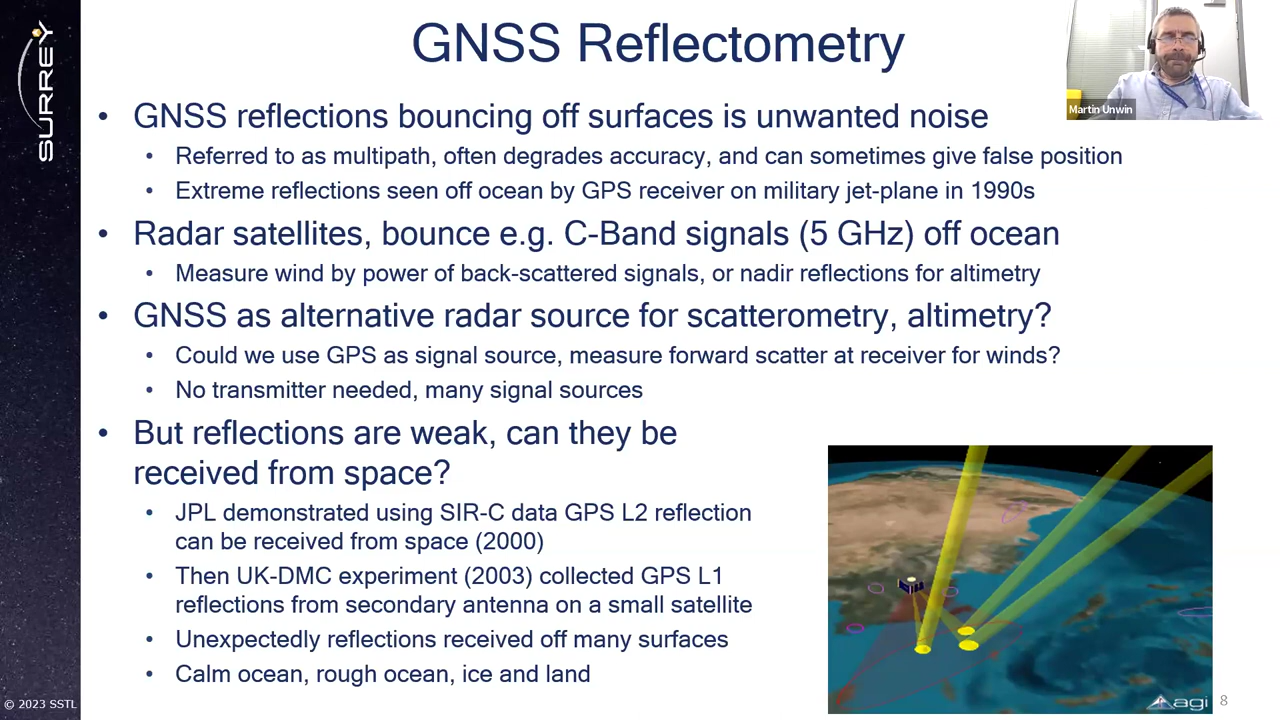 SURREY
GNSS Reflectometry
Martin Unwin
• GNSS reflections bouncing off surfaces is unwanted noise
• Referred to as multipath, often degrades accuracy, and can sometimes give false position
• Extreme reflections seen off ocean by GPS receiver on military jet-plane in 1990s
• Radar satellites, bounce e.g. C-Band signals (5 GHz) off ocean
• Measure wind by power of back-scattered signals, or nadir reflections for altimetry
• GNSS as alternative radar source for scatterometry, altimetry?
• Could we use GPS as signal source, measure forward scatter at receiver for winds?
• No transmitter needed, many signal sources
• But reflections are weak, can they be
received from space?
• JPL demonstrated using SIR-C data GPS L2 reflection
can be received from space (2000)
• Then UK-DMC experiment (2003) collected GPS L1
reflections from secondary antenna on a small satellite
• Unexpectedly reflections received off many surfaces
• Calm ocean, rough ocean, ice and land
agi
8
© 2023 SSTL